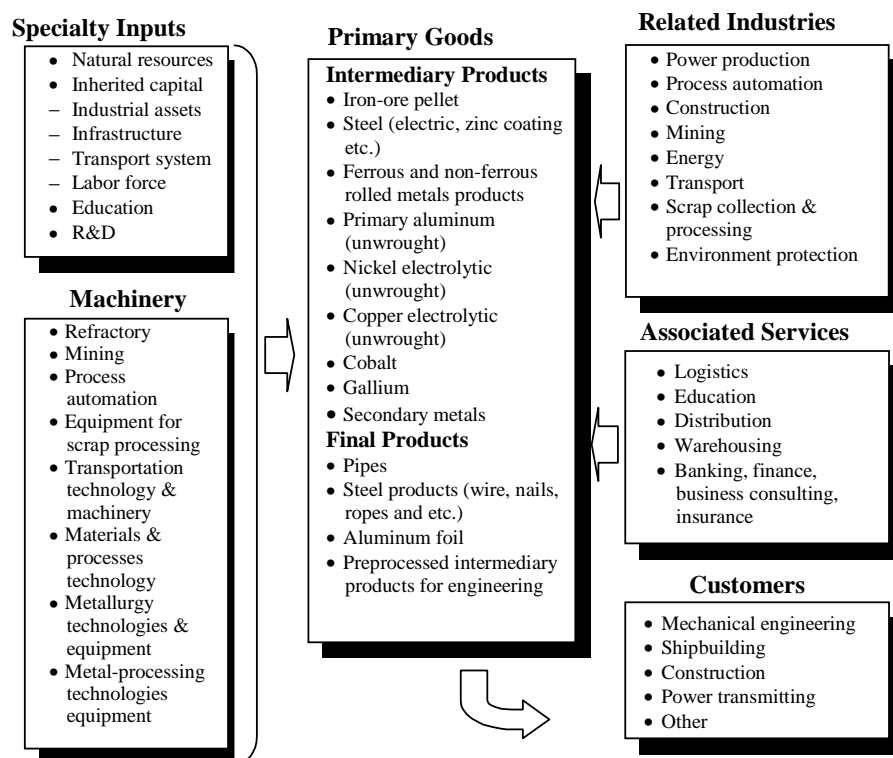 Specialty Inputs
• Natural resources
• Inherited capital
– Industrial assets
– Infrastructure
– Transport system
– Labor force
• Education
• R&D
Machinery
• Refractory
• Mining
• Process
automation
• Equipment for
scrap processing
• Transportation
technology &
machinery
• Materials &
processes
technology
• Metallurgy
technologies &
equipment
• Metal-processing
technologies
equipment
Primary Goods
Intermediary Products
• Iron-ore pellet
• Steel (electric, zinc coating
etc.)
• Ferrous and non-ferrous
rolled metals products
• Primary aluminum
(unwrought)
• Nickel electrolytic
(unwrought)
• Copper electrolytic
(unwrought)
• Cobalt
• Gallium
• Secondary metals
Final Products
• Pipes
• Steel products (wire, nails,
ropes and etc.)
• Aluminum foil
• Preprocessed intermediary
products for engineering
Related Industries
• Power production
• Process automation
• Construction
• Mining
• Energy
• Transport
• Scrap collection &
processing
• Environment protection
Associated Services
• Logistics
• Education
• Distribution
• Warehousing
• Banking, finance,
business consulting,
insurance
Customers
• Mechanical engineering
• Shipbuilding
• Construction
• Power transmitting
• Other